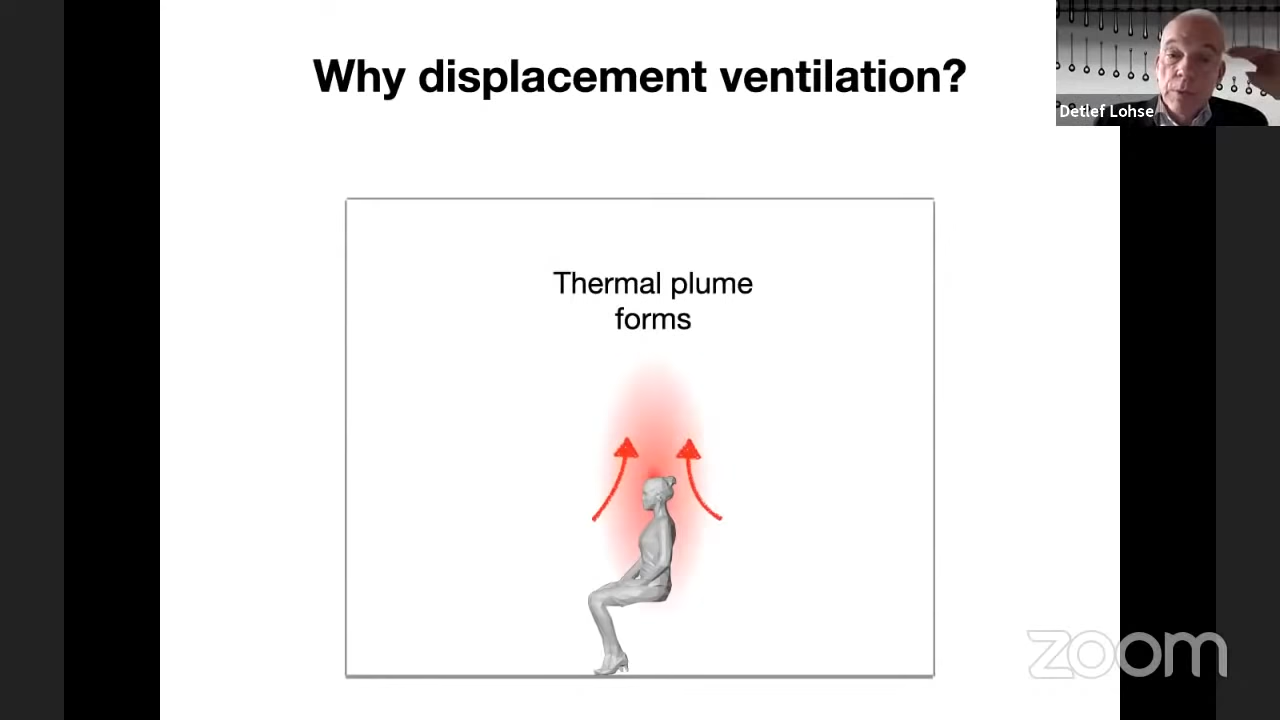 Why displacement ventilation?
Detlef Lohse
Thermal plume
forms
zoom